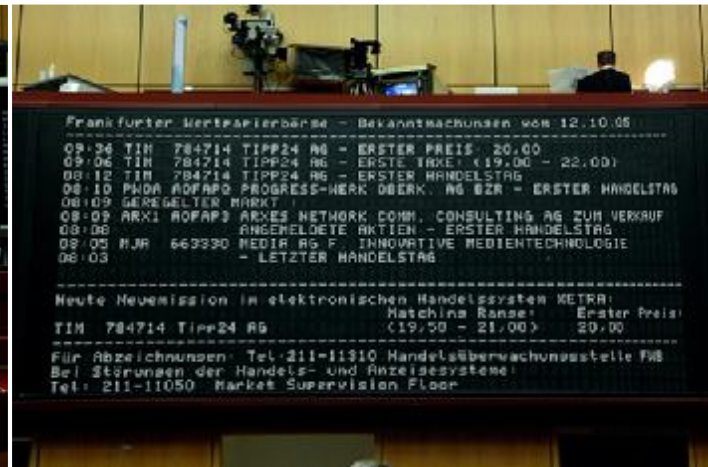 Frankfurter Wertpapierbörse - Bekanntmachungen vom 12.10.05
09:36 TIM 784714 TIPP24 AG - ERSTER PREIS: 20,00
09:06 TIM 784714 TIPP24 AG - ERSTE TAXE: (19,00 - 22,00)
08:12 TIM 784714 TIPP24 AG - ERSTER HANDELSTAG
08:10 PWOA A0FAP0 PROGRESS-WERK OBERK. AG BZR - ERSTER HANDELSTAG
08:09 GEREGELTER MARKT :
08:09 ARX1 A0FAP3 ARXES NETWORK COMM. CONSULTING AG ZUM VERKAUF
08:08 ANGEMELDETE AKTIEN - ERSTER HANDELSTAG
08:05 MJA 663330 MEDIA AG F. INNOVATIVE MEDIENTECHNOLOGIE
08:03 - LETZTER HANDELSTAG
Heute Neuemission im elektronischen Handelssystem XETRA:
Matching Range: Erster Preis:
TIM 784714 Tipp24 AG (19,50 - 21,00) 20,00
Für Abzeichnungen: Tel.211-11310 Handelsüberwachungsstelle FWB
Bei Störungen der Handels- und Anzeigesysteme:
Tel: 211-11050 Market Supervision Floor